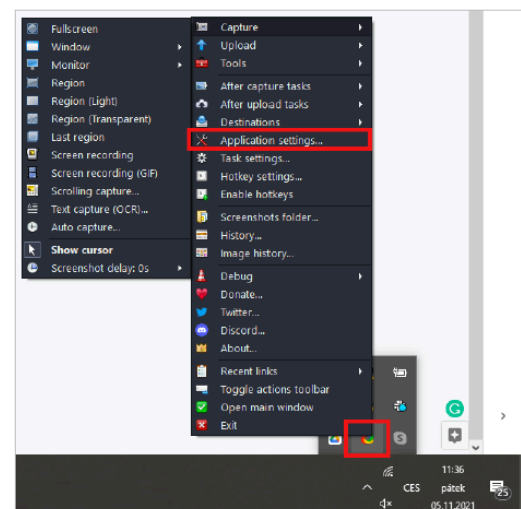 Fullscreen
Window
Monitor
Region
Region (Light)
Region (Transparent)
Last region
Screen recording
Screen recording (GIF)
Scrolling capture...
Text capture (OCR)...
Auto capture...
Show cursor
Screenshot delay: 0s
Capture
Upload
Tools
After capture tasks
After upload tasks
Destinations
Application settings...
Task settings...
Hotkey settings...
Enable hotkeys
Screenshots folder...
History...
Image history...
Debug
Donate...
Twitter...
Discord...
About...
Recent links
Toggle actions toolbar
Open main window
Exit
11:36
CES
pátek
25
05.11.2021